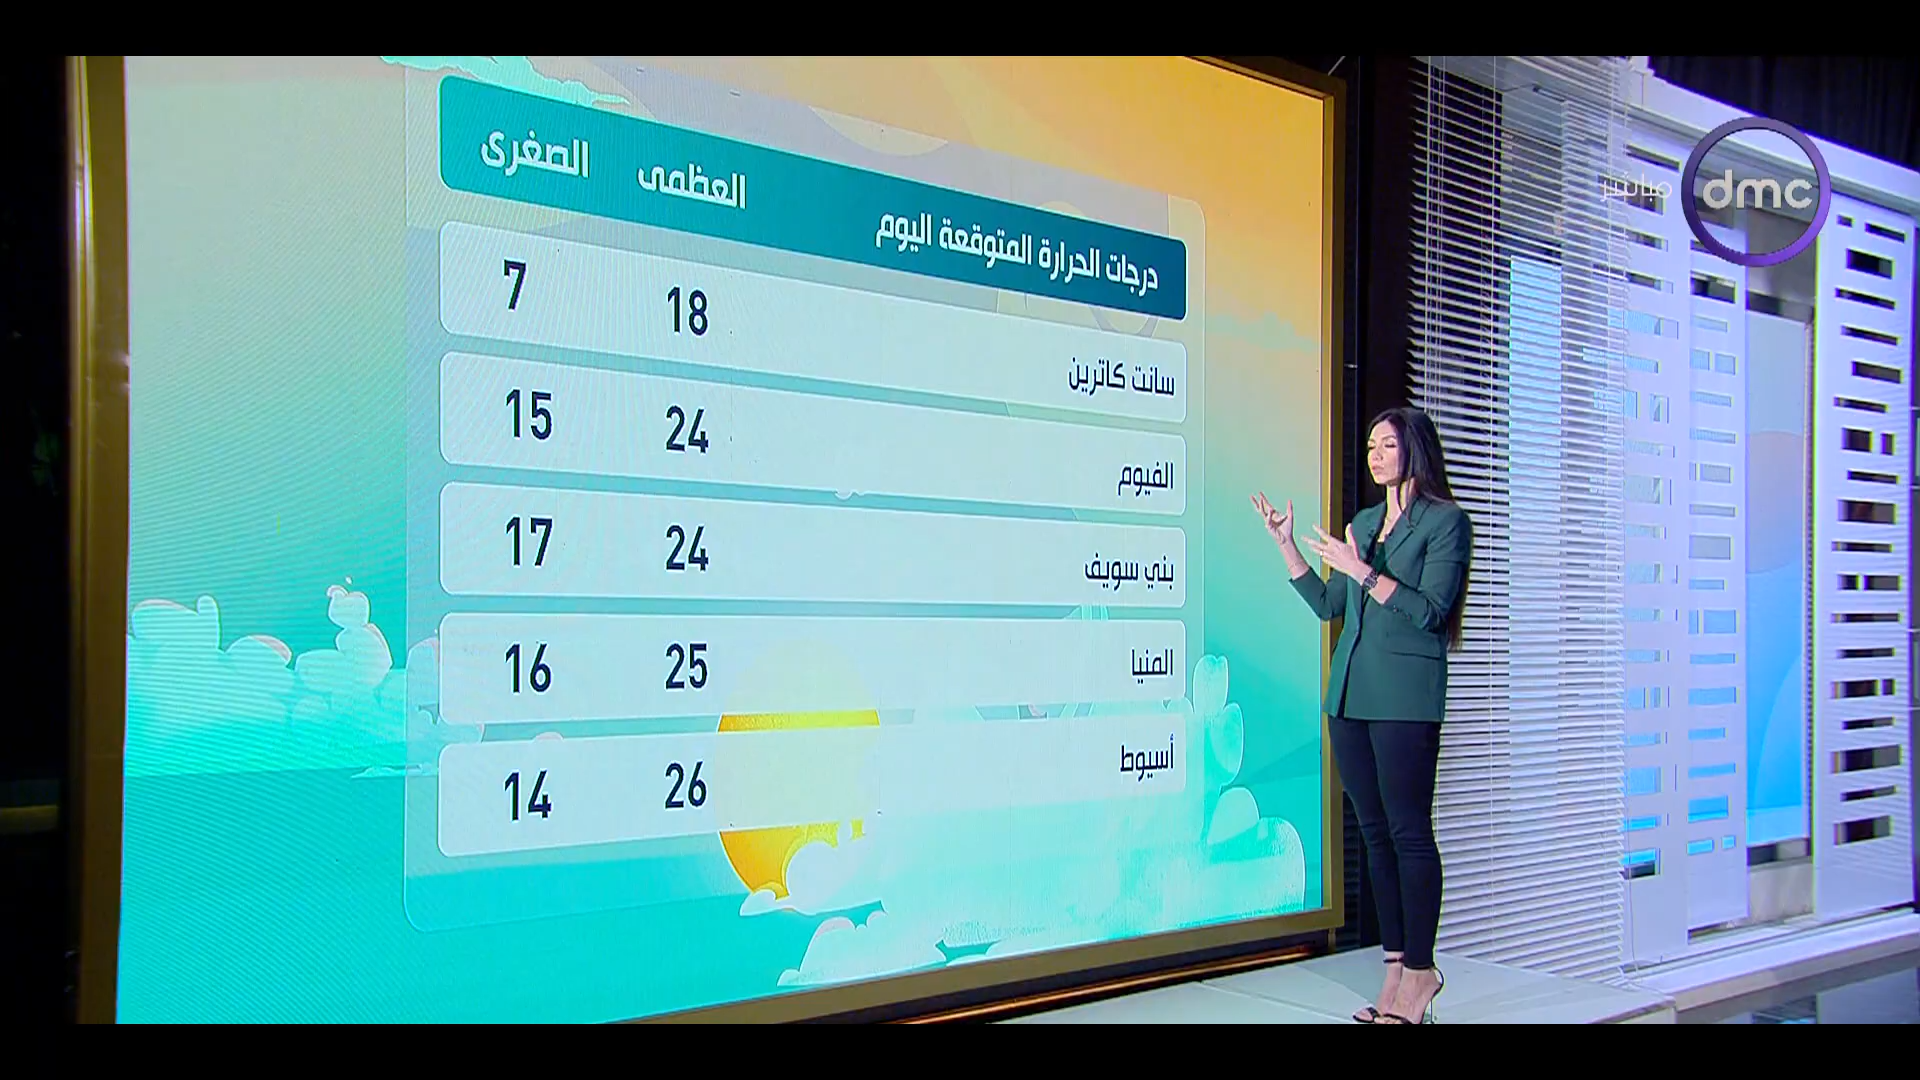 درجات الحرارة المتوقعة اليوم العظمى الصغرى
سانت كاترين 18 7
الفيوم 24 15
بني سويف 24 17
المنيا 25 16
أسيوط 26 14
dmc مباشر